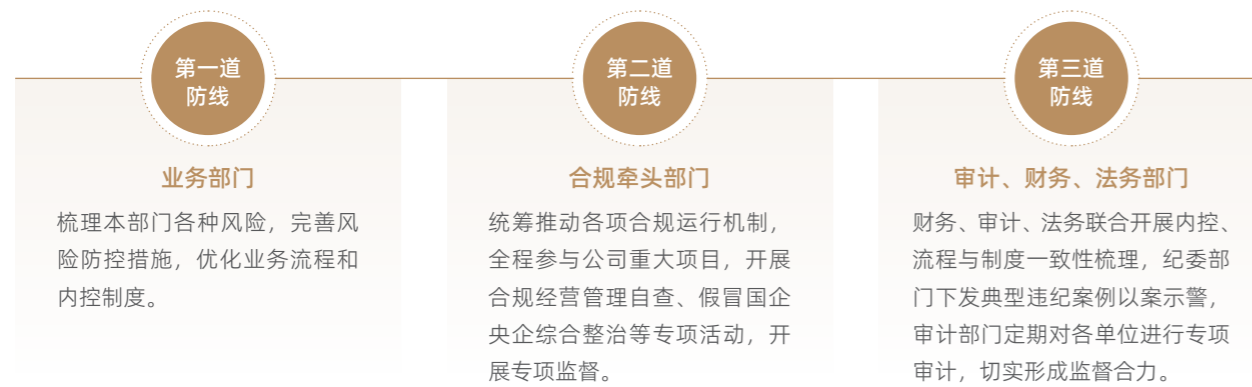 第一道
防线
业务部门
梳理本部门各种风险，完善风
险防控措施，优化业务流程和
内控制度。
第二道
防线
合规牵头部门
统筹推动各项合规运行机制，
全程参与公司重大项目，开展
合规经营管理自查、假冒国企
央企综合整治等专项活动，开
展专项监督。
第三道
防线
审计、财务、法务部门
财务、审计、法务联合开展内控、
流程与制度一致性梳理，纪委部
门下发典型违纪案例以案示警，
审计部门定期对各单位进行专项
审计，切实形成监督合力。